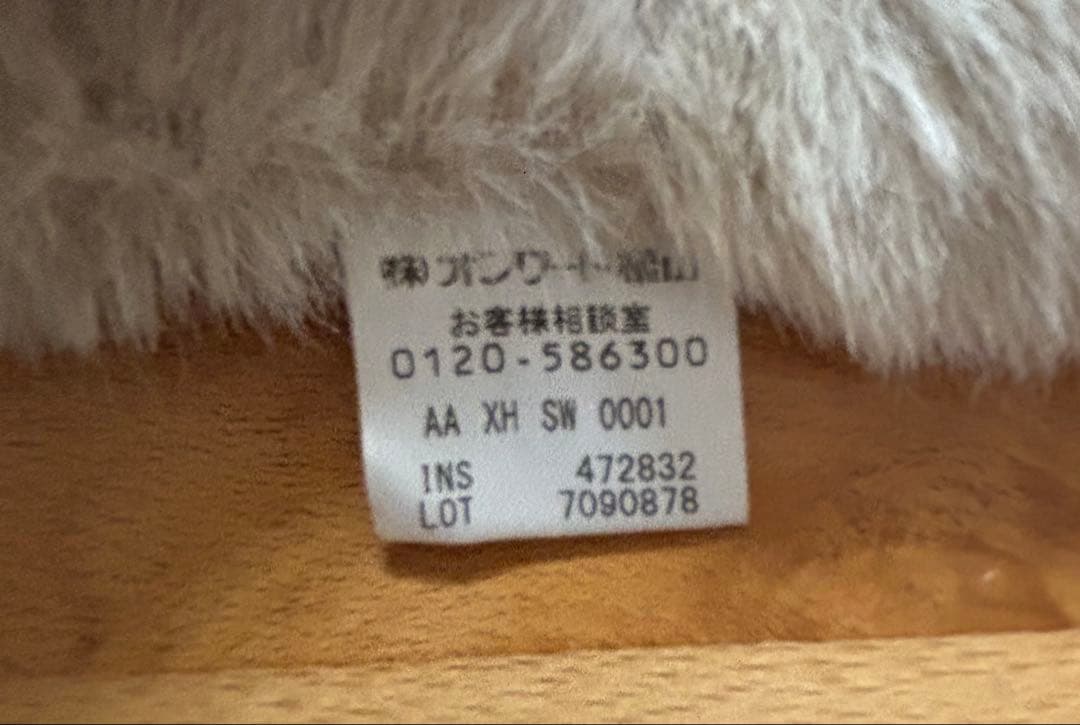 ㈱オンワード樫山
お客様相談室
0120-586300
AA XH SW 0001
INS 472832
LOT 7090878